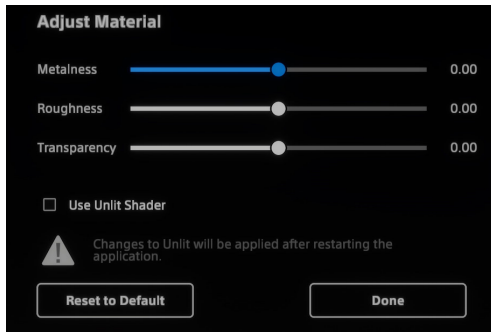 Adjust Material
Metalness 0.00
Roughness 0.00
Transparency 0.00
Use Unlit Shader
Changes to Unlit will be applied after restarting the
application.
Reset to Default Done